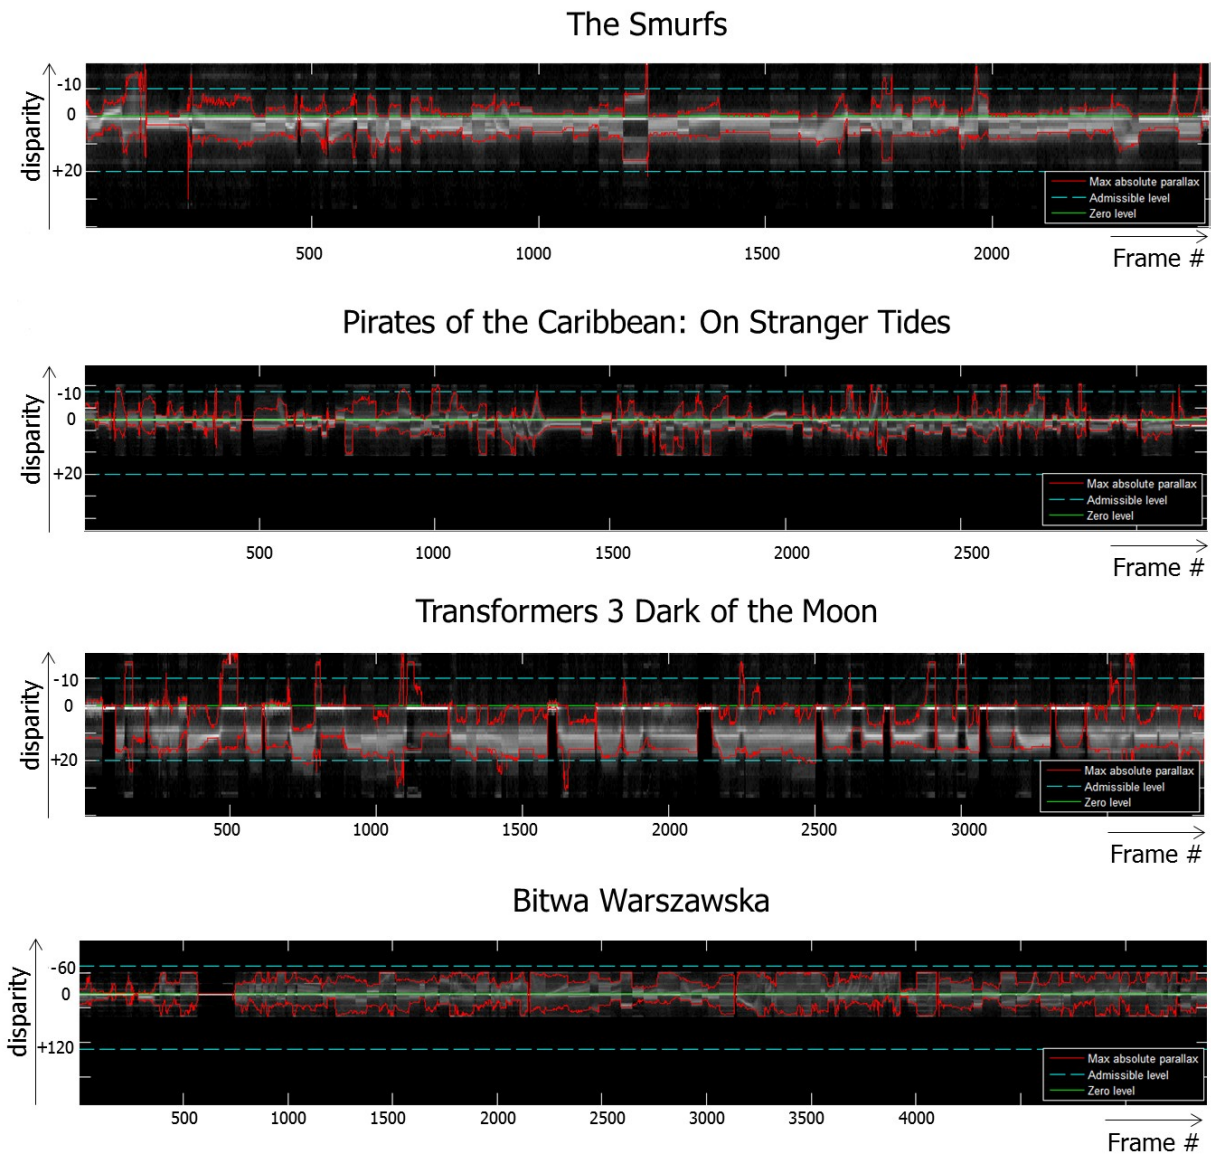 The Smurfs
disparity
-10
0
+20
Max absolute parallax
Admissible level
Zero level
500 1000 1500 2000
Frame #
Pirates of the Caribbean: On Stranger Tides
disparity
-10
0
+20
Max absolute parallax
Admissible level
Zero level
500 1000 1500 2000 2500
Frame #
Transformers 3 Dark of the Moon
disparity
-10
0
+20
Max absolute parallax
Admissible level
Zero level
500 1000 1500 2000 2500 3000
Frame #
Bitwa Warszawska
disparity
-60
0
+120
Max absolute parallax
Admissible level
Zero level
500 1000 1500 2000 2500 3000 3500 4000
Frame #